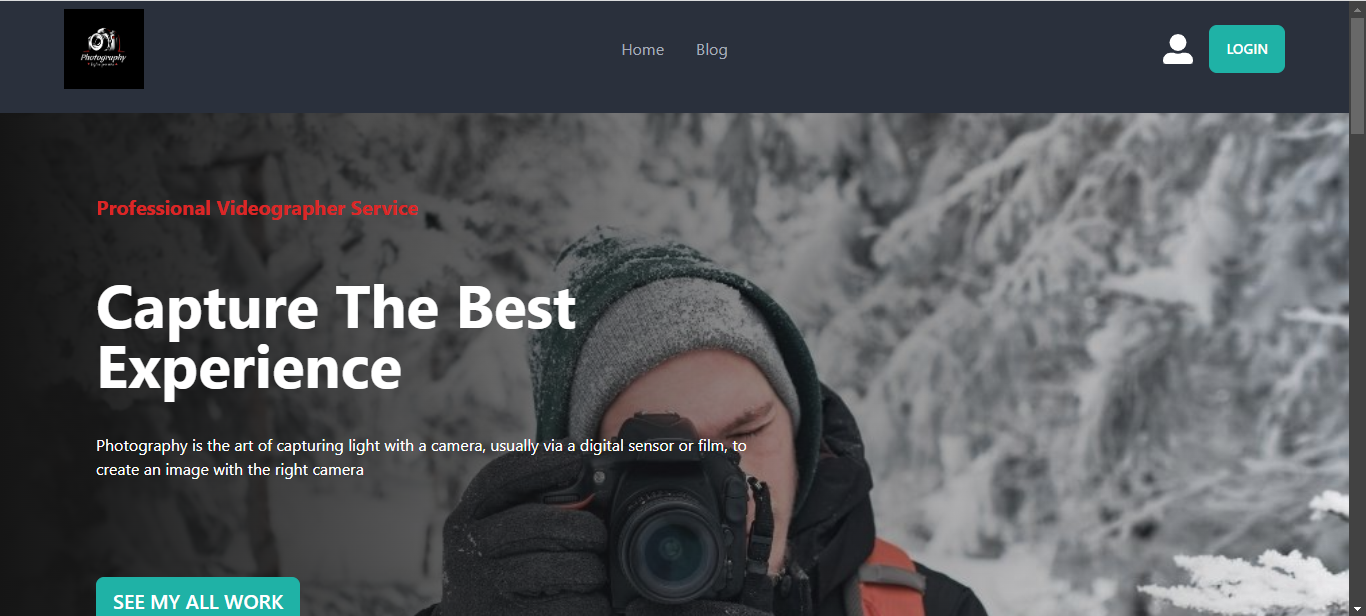 Photography
Home
Blog
LOGIN
Professional Videographer Service
Capture The Best
Experience
Photography is the art of capturing light with a camera, usually via a digital sensor or film, to
create an image with the right camera
SEE MY ALL WORK